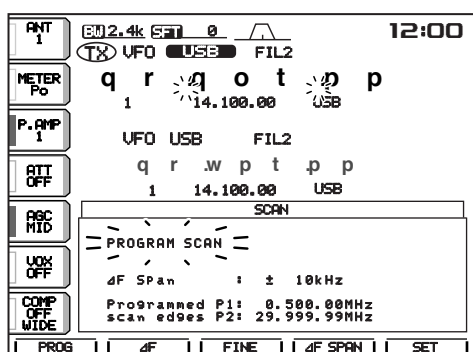 ANT 1
BW 2.4k SFT 0 12:00
TX VFO USB FIL2
METER Po
q r .q o t .p p
1 14.100.00 USB
P.AMP 1
VFO USB FIL2
ATT OFF
q r .w p t .p p
1 14.100.00 USB
AGC MID
SCAN
PROGRAM SCAN
VOX OFF
ΔF SPan : ± 10kHz
COMP OFF WIDE
Programmed P1: 0.500.00MHz
scan edges P2: 29.999.99MHz
PROG ΔF FINE ΔF SPAN SET